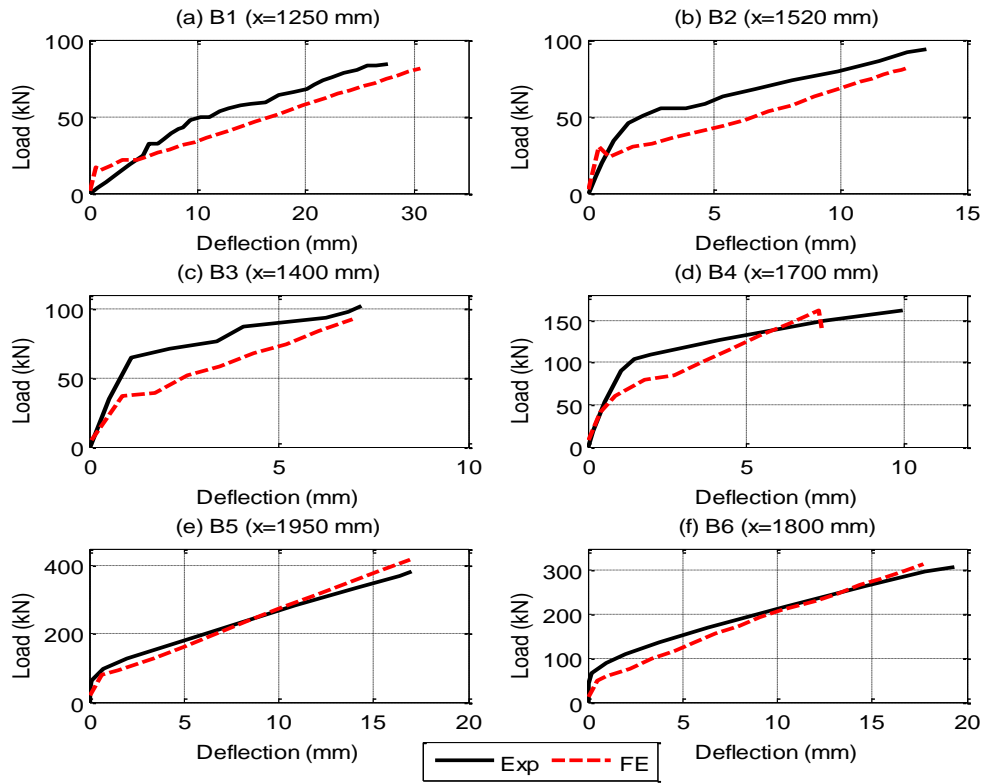 (a) B1 (x=1250 mm)
(b) B2 (x=1520 mm)
100
50
0
Load (kN)
0 10 20 30
Deflection (mm)
100
50
0
Load (kN)
0 5 10 15
Deflection (mm)
(c) B3 (x=1400 mm)
(d) B4 (x=1700 mm)
100
50
0
Load (kN)
0 5 10
Deflection (mm)
150
100
50
0
Load (kN)
0 5 10
Deflection (mm)
(e) B5 (x=1950 mm)
(f) B6 (x=1800 mm)
400
200
0
Load (kN)
0 5 10 15 20
Deflection (mm)
300
200
100
0
Load (kN)
0 5 10 15 20
Deflection (mm)
Exp FE